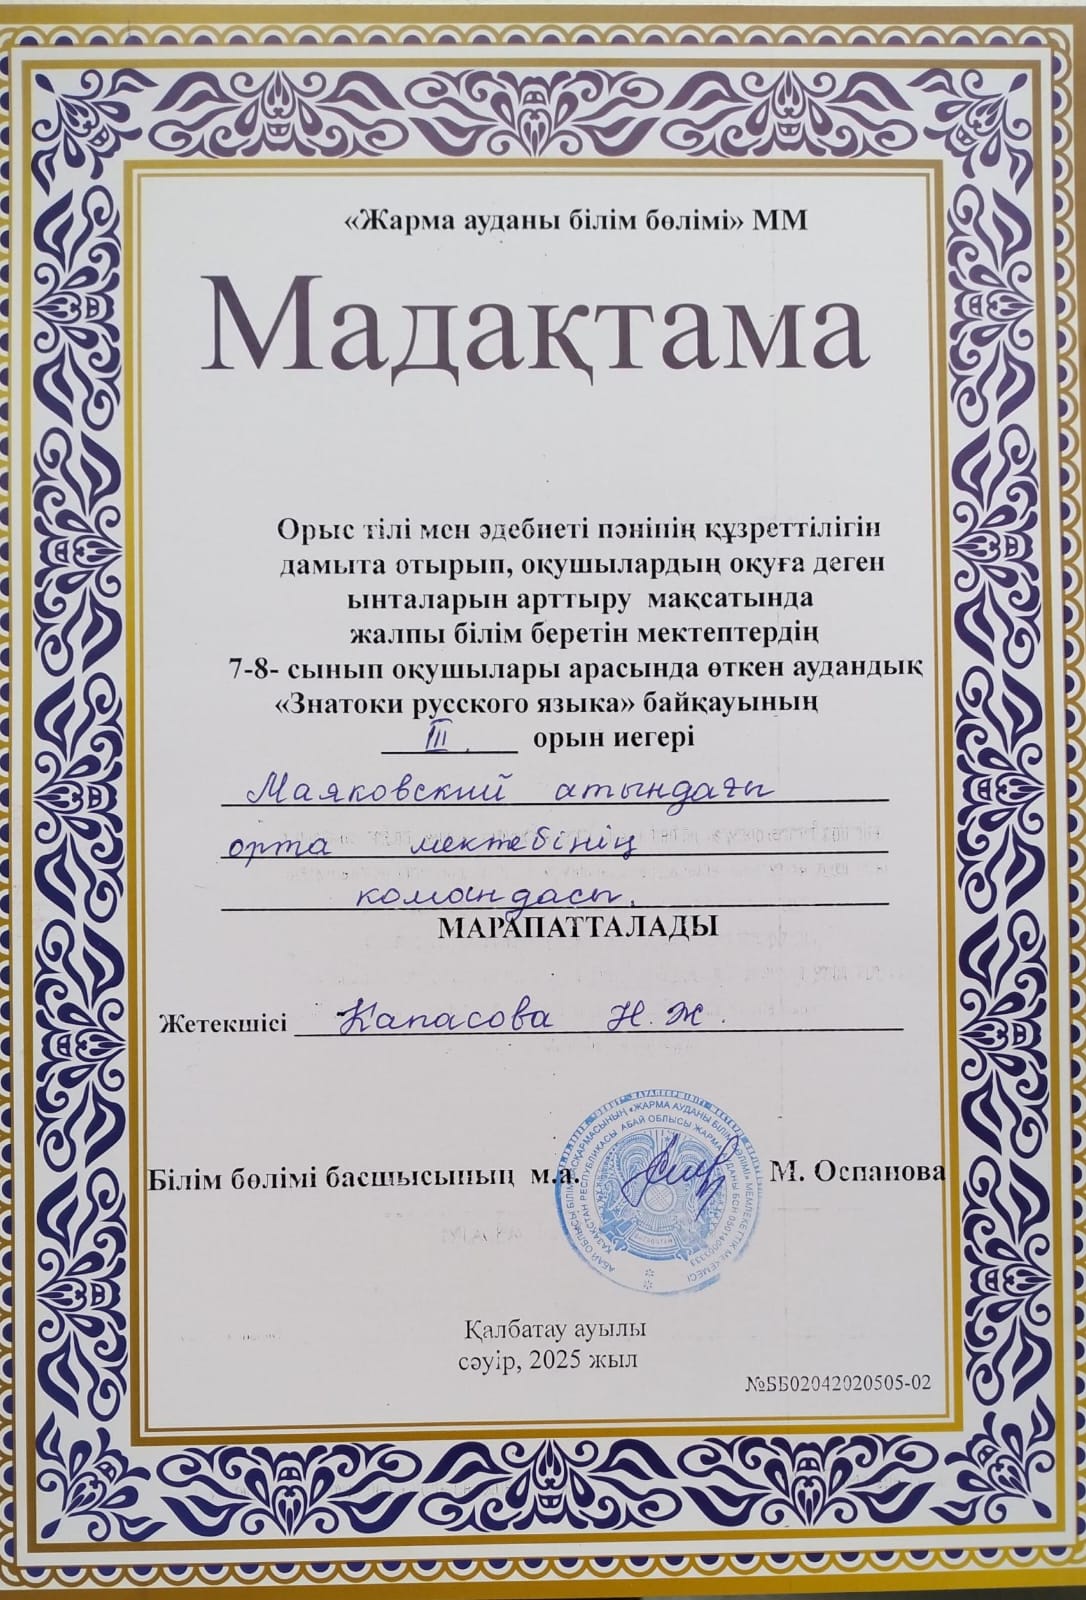 «Жарма ауданы білім бөлімі» ММ
Мадақтама
Орыс тілі мен әдебиеті пәнінің құзреттілігін
дамыта отырып, оқушылардың оқуға деген
ынталарын арттыру мақсатында
жалпы білім беретін мектептердің
7-8- сынып оқушылары арасында өткен аудандық
«Знатоки русского языка» байқауының
III. орын иегері
Маяковский атындағы
орта мектебінің
командасы.
МАРАПАТТАЛАДЫ
Жетекшісі Капасова Н.Ж.
Білім бөлімі басшысының м.а. М. Оспанова
Қалбатау ауылы
сәуір, 2025 жыл
№ББ02042020505-02